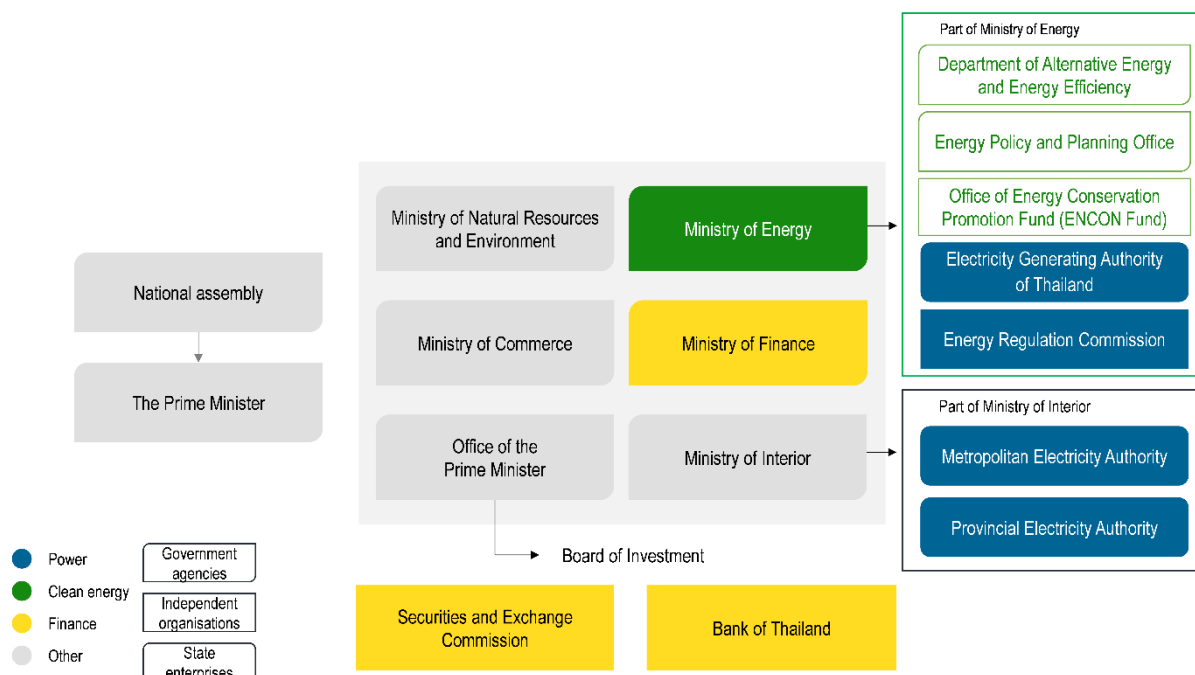 Part of Ministry of Energy
Department of Alternative Energy
and Energy Efficiency
Energy Policy and Planning Office
Office of Energy Conservation
Promotion Fund (ENCON Fund)
Electricity Generating Authority
of Thailand
Energy Regulation Commission
Ministry of Natural Resources
and Environment
Ministry of Energy
National assembly
Ministry of Commerce
Ministry of Finance
The Prime Minister
Office of the
Prime Minister
Ministry of Interior
Part of Ministry of Interior
Metropolitan Electricity Authority
Provincial Electricity Authority
Board of Investment
Power
Clean energy
Finance
Other
Government
agencies
Independent
organisations
State
enterprises
Securities and Exchange
Commission
Bank of Thailand